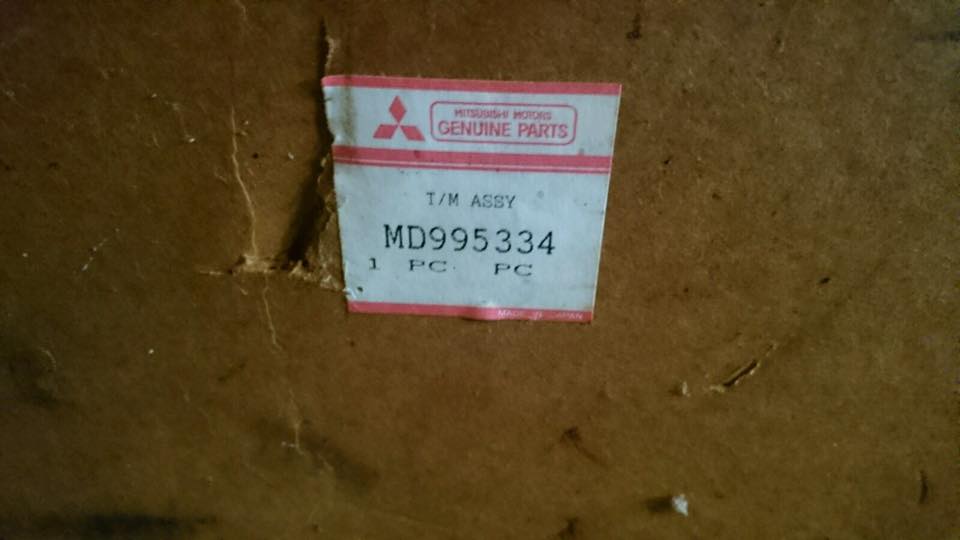 MITSUBISHI MOTORS
GENUINE PARTS
T/M ASSY
MD995334
1 PC PC
MADE IN JAPAN